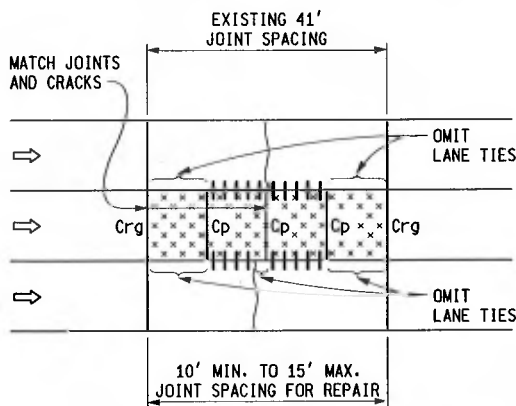 EXISTING 41'
JOINT SPACING
MATCH JOINTS
AND CRACKS
OMIT
LANE TIES
Crg Cp Cp Cp Crg
OMIT
LANE TIES
10' MIN. TO 15' MAX.
JOINT SPACING FOR REPAIR